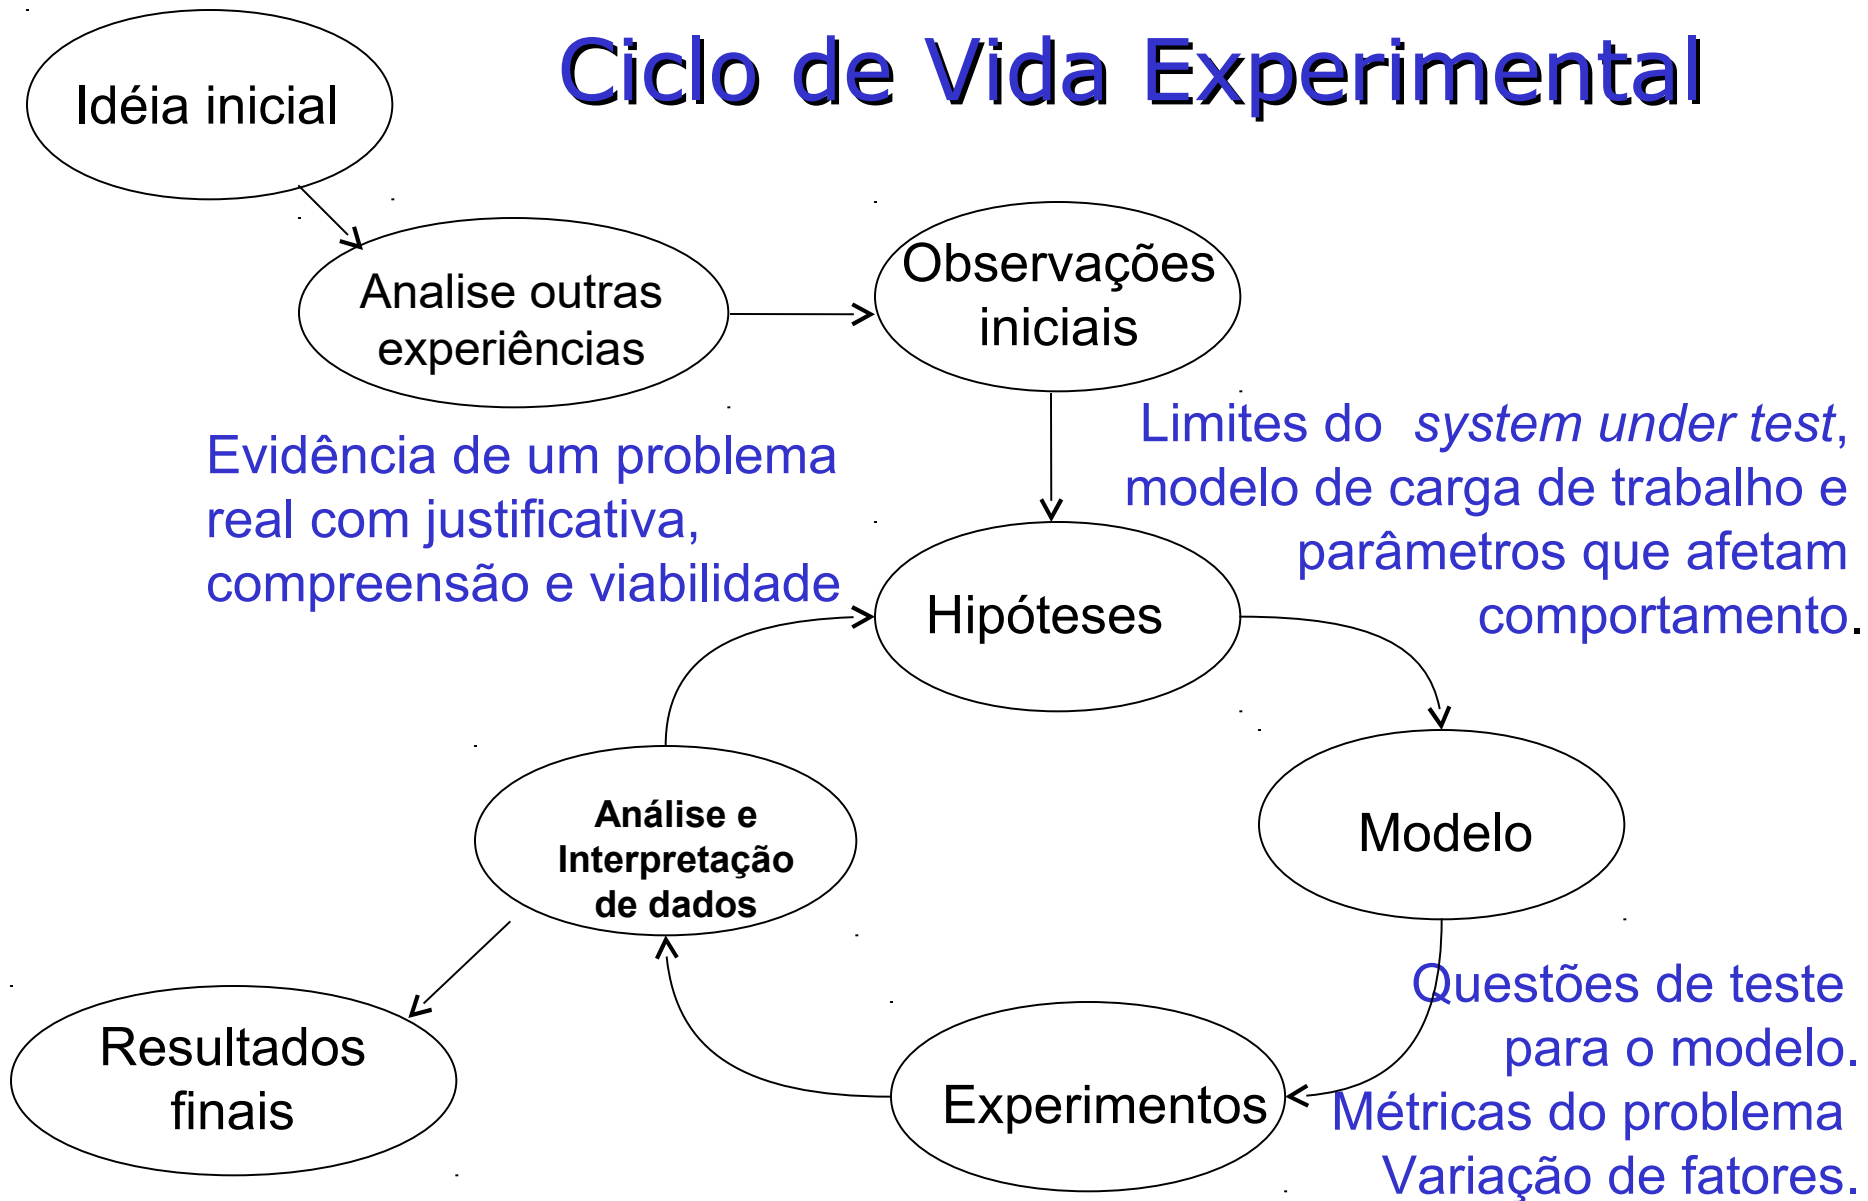 Ciclo de Vida Experimental
Idéia inicial
Analise outras
experiências
Observações
iniciais
Evidência de um problema
real com justificativa,
compreensão e viabilidade
Limites do system under test,
modelo de carga de trabalho e
parâmetros que afetam
comportamento.
Hipóteses
Modelo
Análise e
Interpretação
de dados
Questões de teste
para o modelo.
Métricas do problema
Variação de fatores.
Experimentos
Resultados
finais